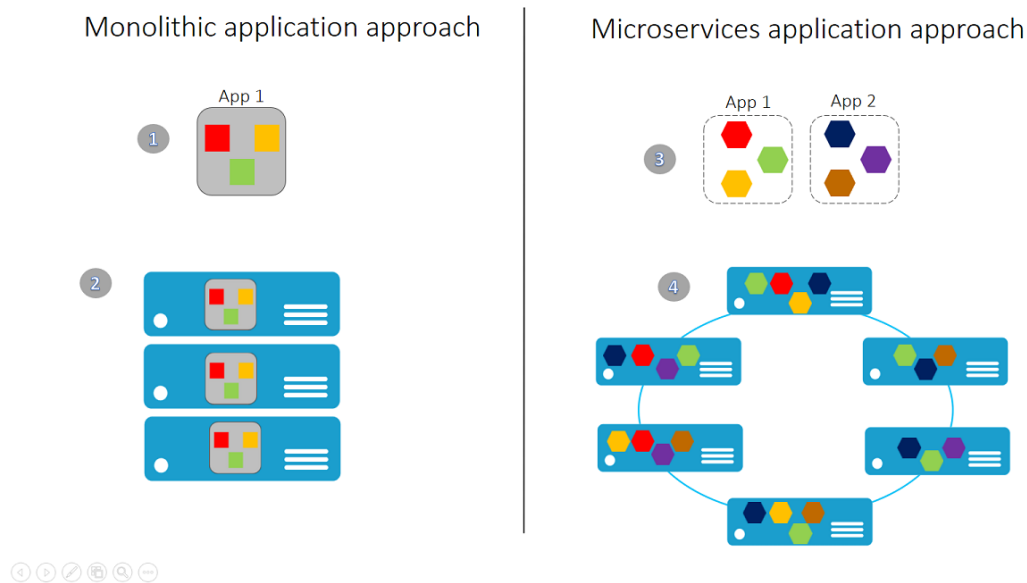 Monolithic application approach
Microservices application approach
App 1
1
2
App 1
App 2
3
4